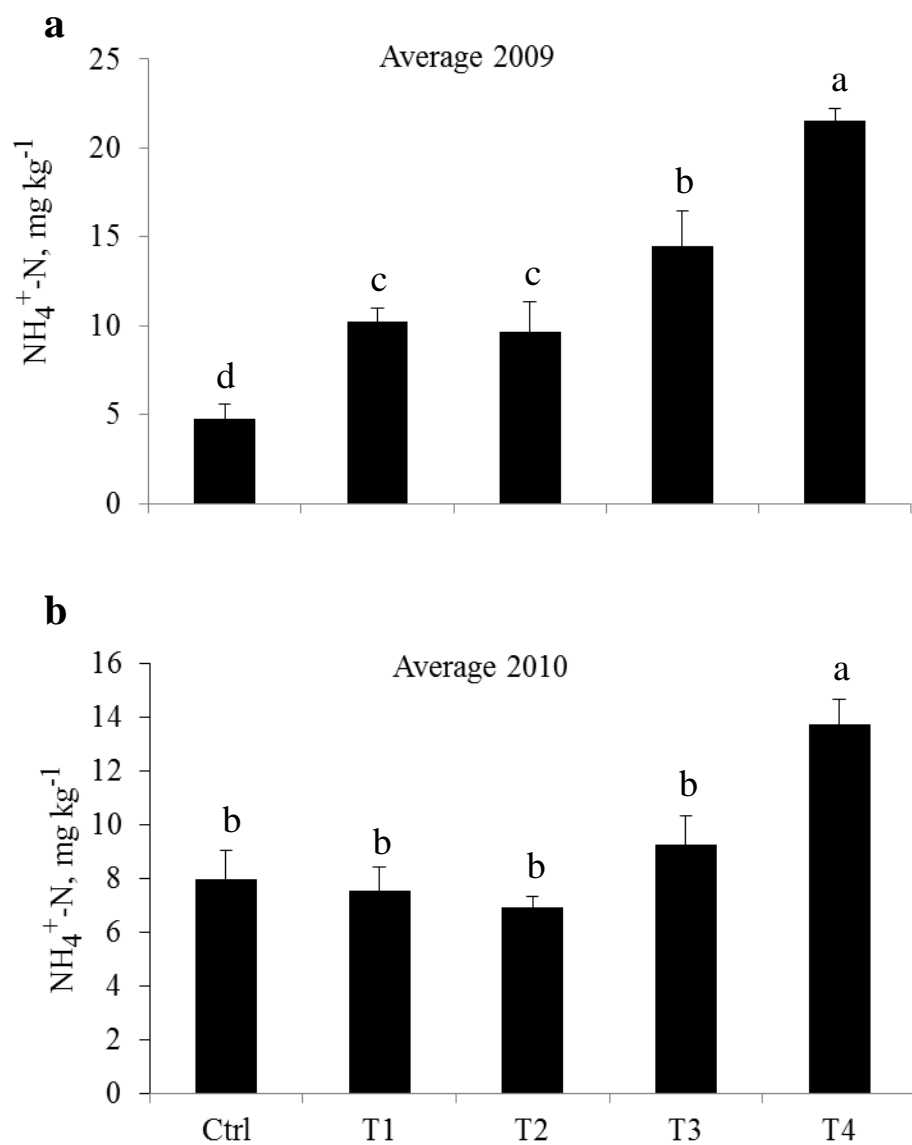 a
Average 2009
NH₄⁺-N, mg kg⁻¹
25
20
15
10
5
0
d
c
c
b
a
b
Average 2010
NH₄⁺-N, mg kg⁻¹
16
14
12
10
8
6
4
2
0
b
b
b
b
a
Ctrl T1 T2 T3 T4